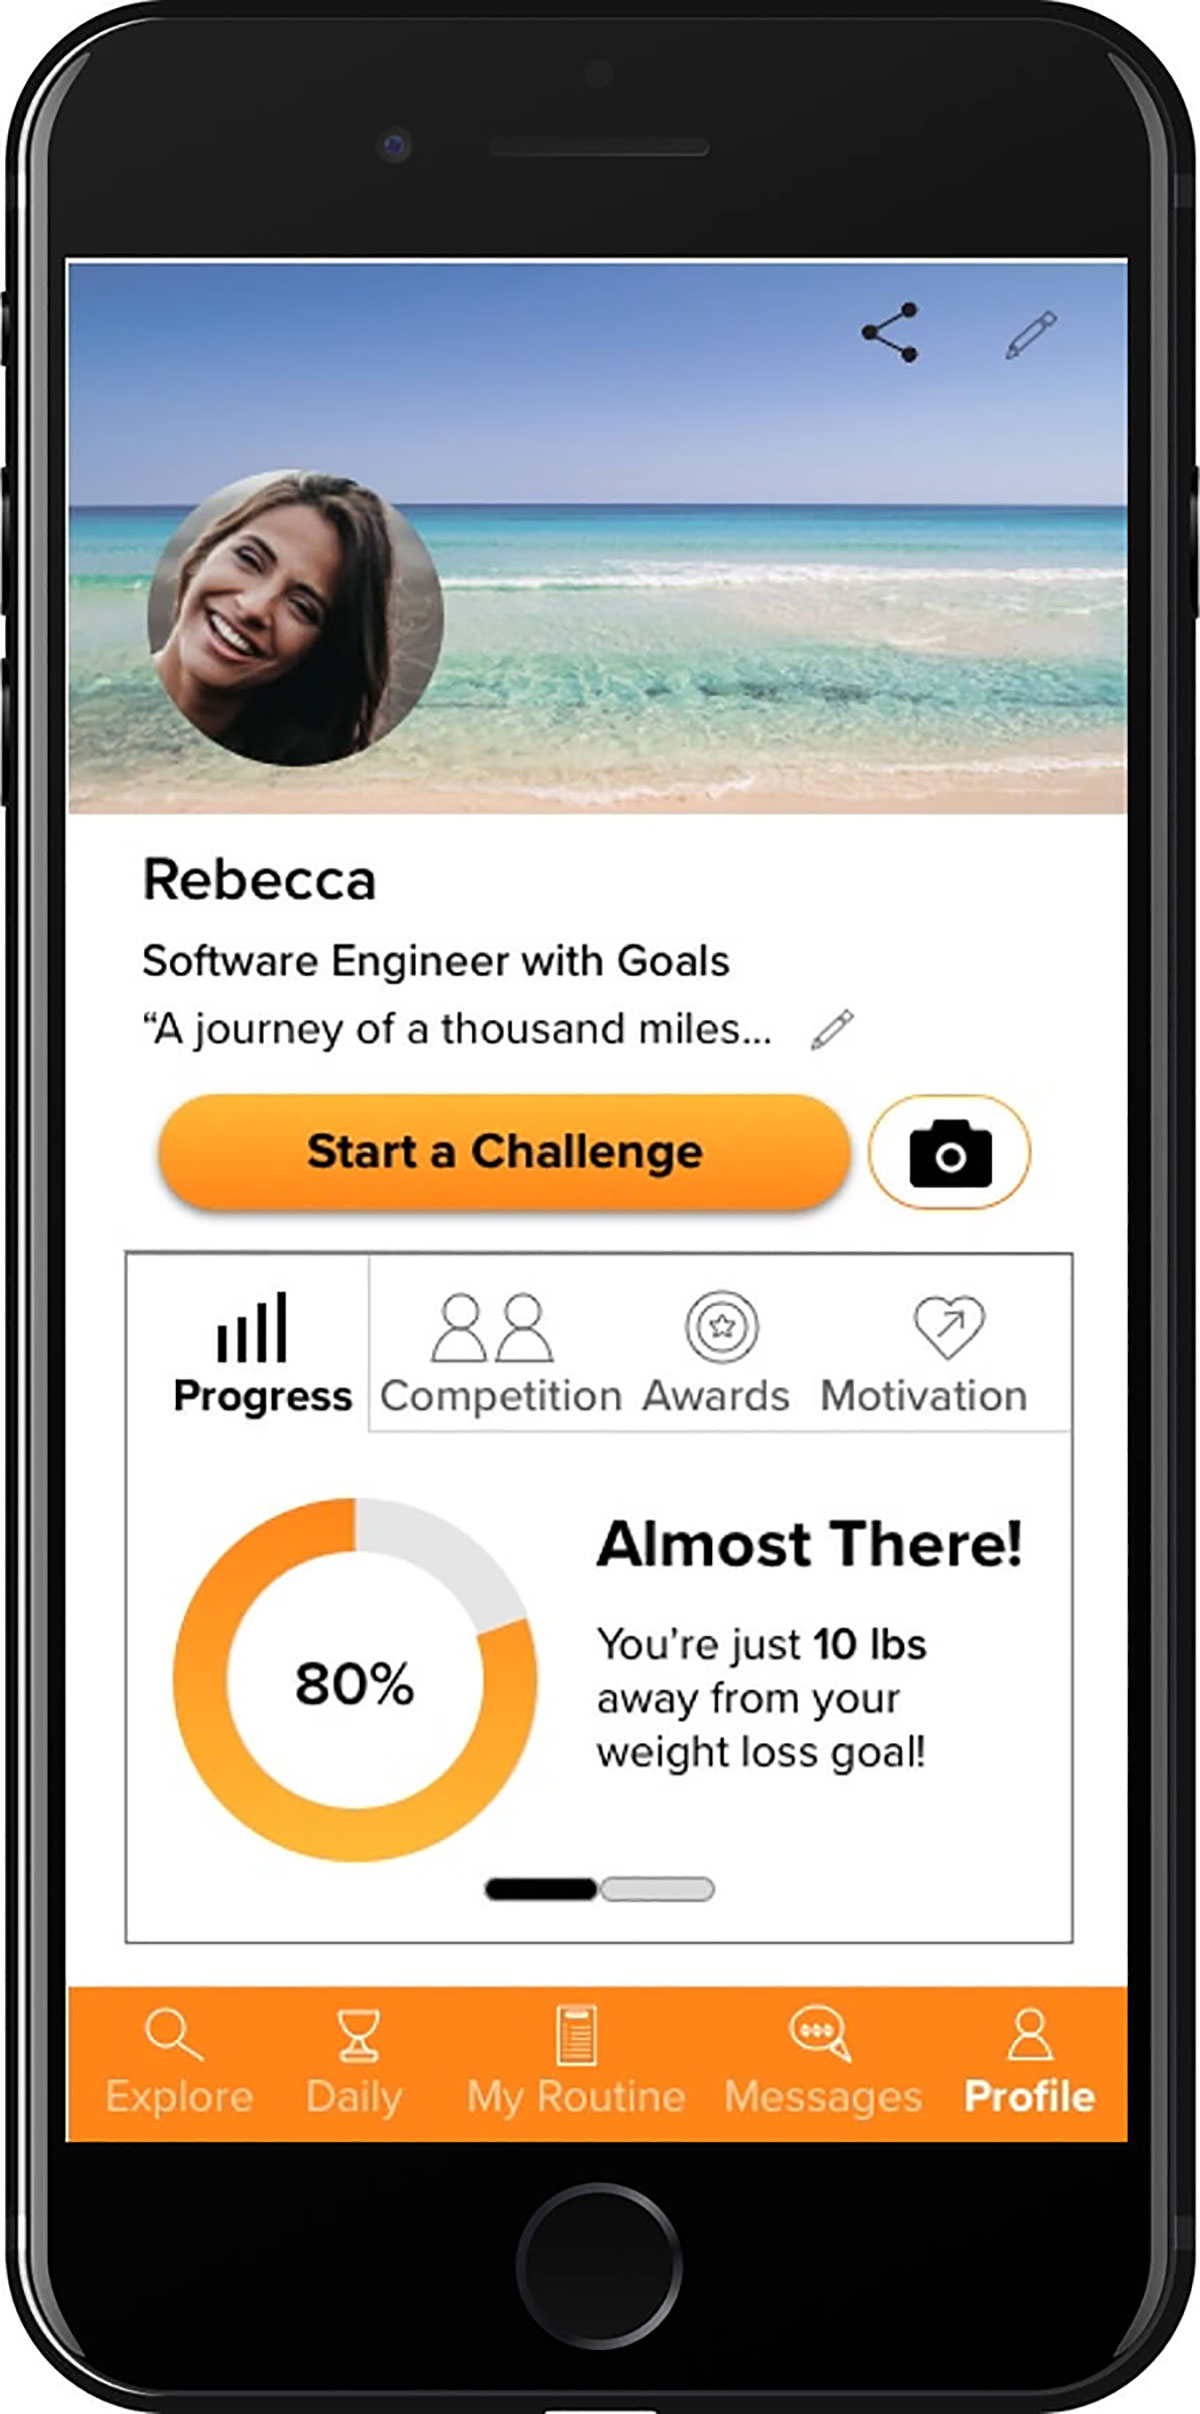 Rebecca
Software Engineer with Goals
“A journey of a thousand miles...
Start a Challenge
Progress Competition Awards Motivation
80%
Almost There!
You're just 10 lbs
away from your
weight loss goal!
Explore Daily My Routine Messages Profile